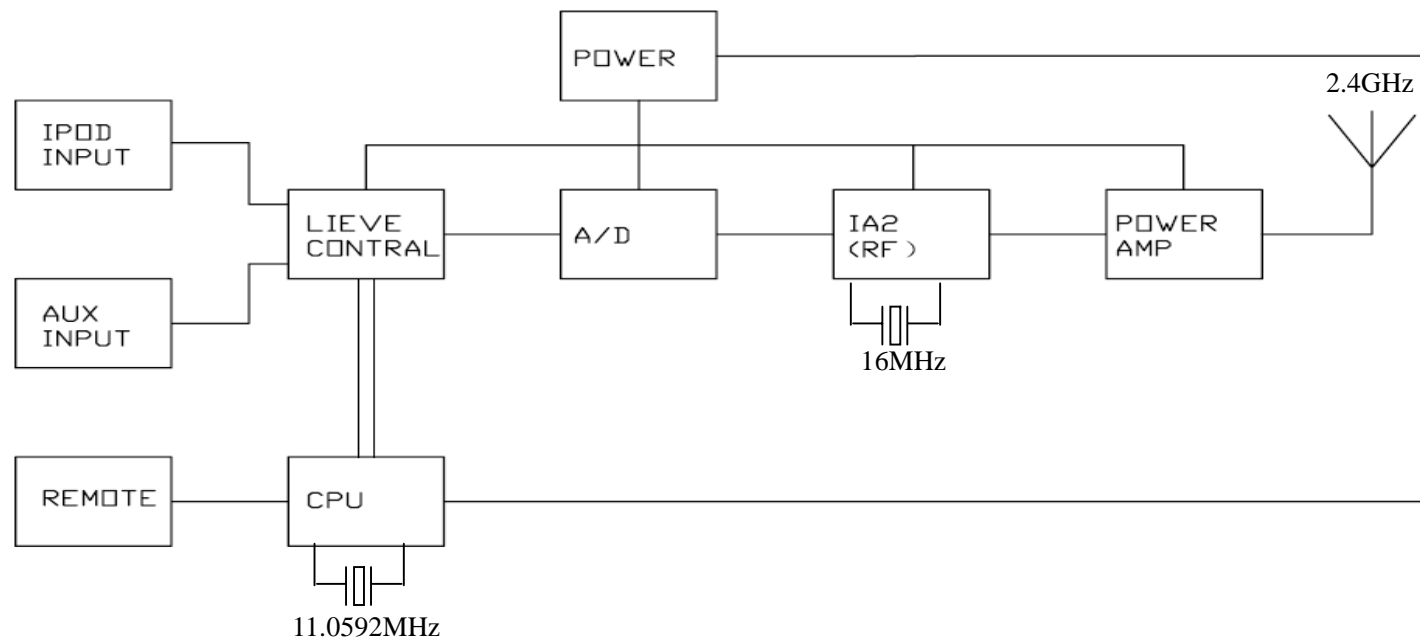 POWER
2.4GHz
IPOD
INPUT
LIEVE
CONTRAL
A/D
IA2
(RF)
POWER
AMP
AUX
INPUT
16MHz
REMOTE
CPU
11.0592MHz